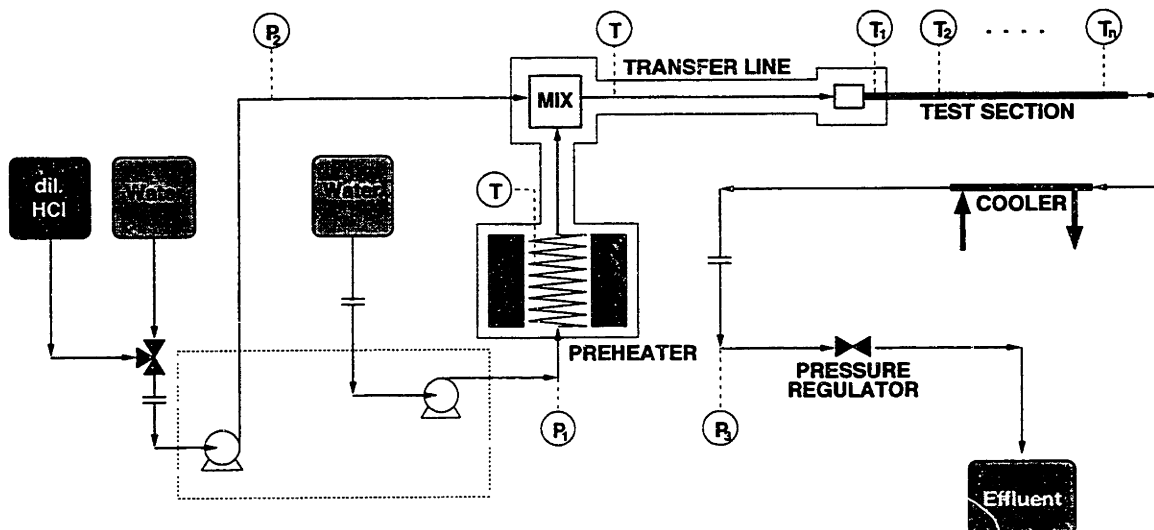 P2
T
T1
T2
. . . . .
Tn
TRANSFER LINE
MIX
TEST SECTION
dil.
HCl
Water
Water
T
COOLER
PREHEATER
PRESSURE
REGULATOR
P1
P3
Effluent